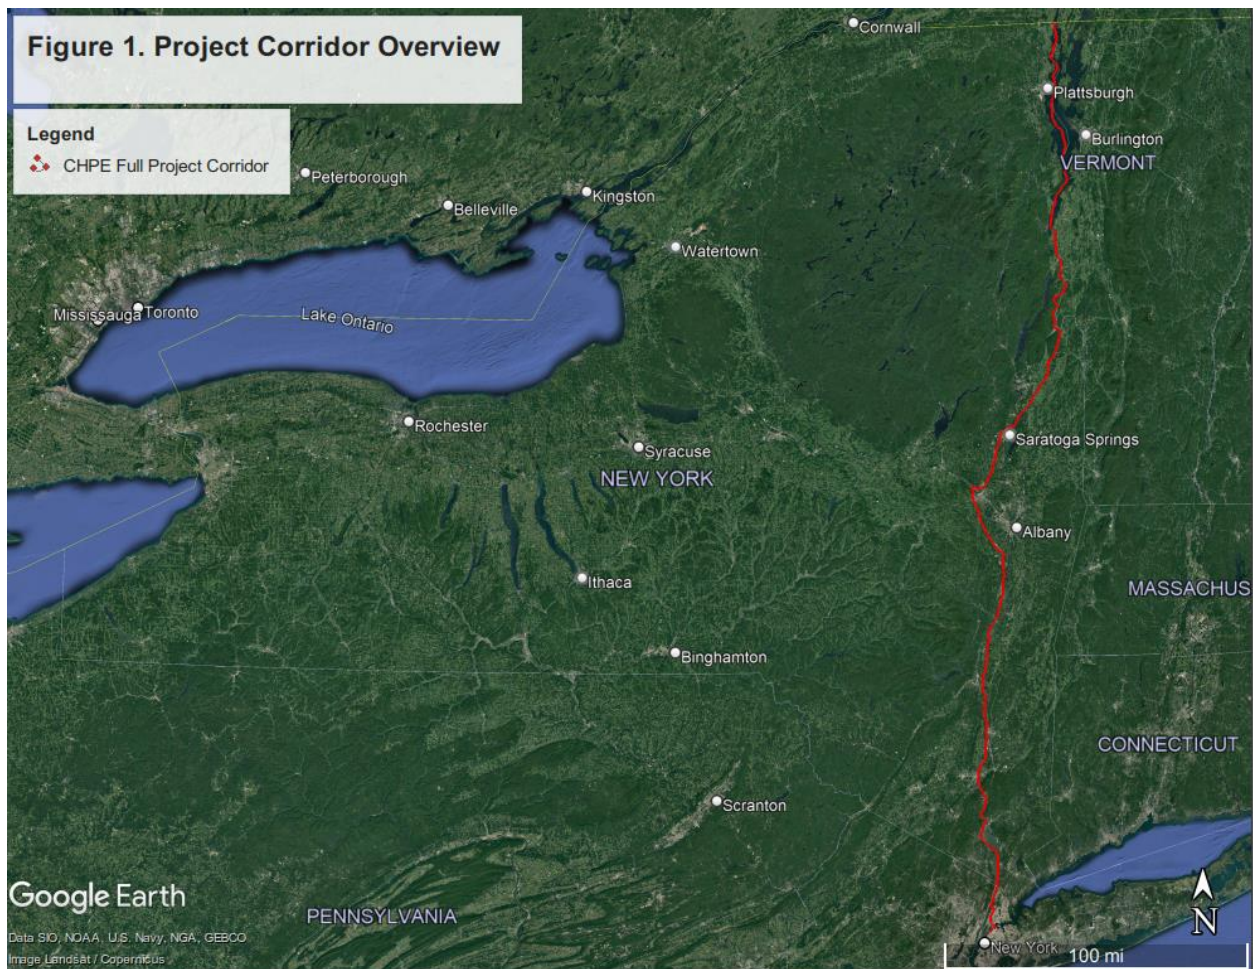 Figure 1. Project Corridor Overview
Legend
CHPE Full Project Corridor
Cornwall
Plattsburgh
Burlington
VERMONT
Peterborough
Belleville
Kingston
Watertown
Mississauga
Toronto
Lake Ontario
Rochester
Syracuse
NEW YORK
Saratoga Springs
Albany
Ithaca
MASSACHUS
Binghamton
CONNECTICUT
Scranton
PENNSYLVANIA
Google Earth
Data SIO, NOAA, U.S. Navy, NGA, GEBCO
Image Landsat / Copernicus
N
New York
100 mi